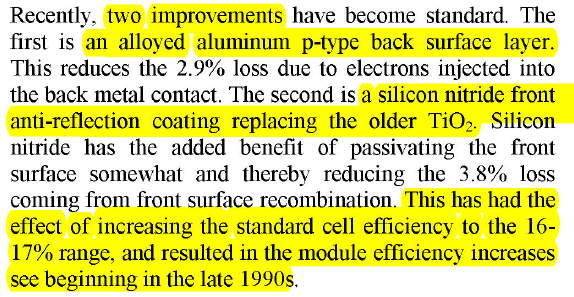 Recently, two improvements have become standard. The
first is an alloyed aluminum p-type back surface layer.
This reduces the 2.9% loss due to electrons injected into
the back metal contact. The second is a silicon nitride front
anti-reflection coating replacing the older TiO₂. Silicon
nitride has the added benefit of passivating the front
surface somewhat and thereby reducing the 3.8% loss
coming from front surface recombination. This has had the
effect of increasing the standard cell efficiency to the 16-
17% range, and resulted in the module efficiency increases
see beginning in the late 1990s.